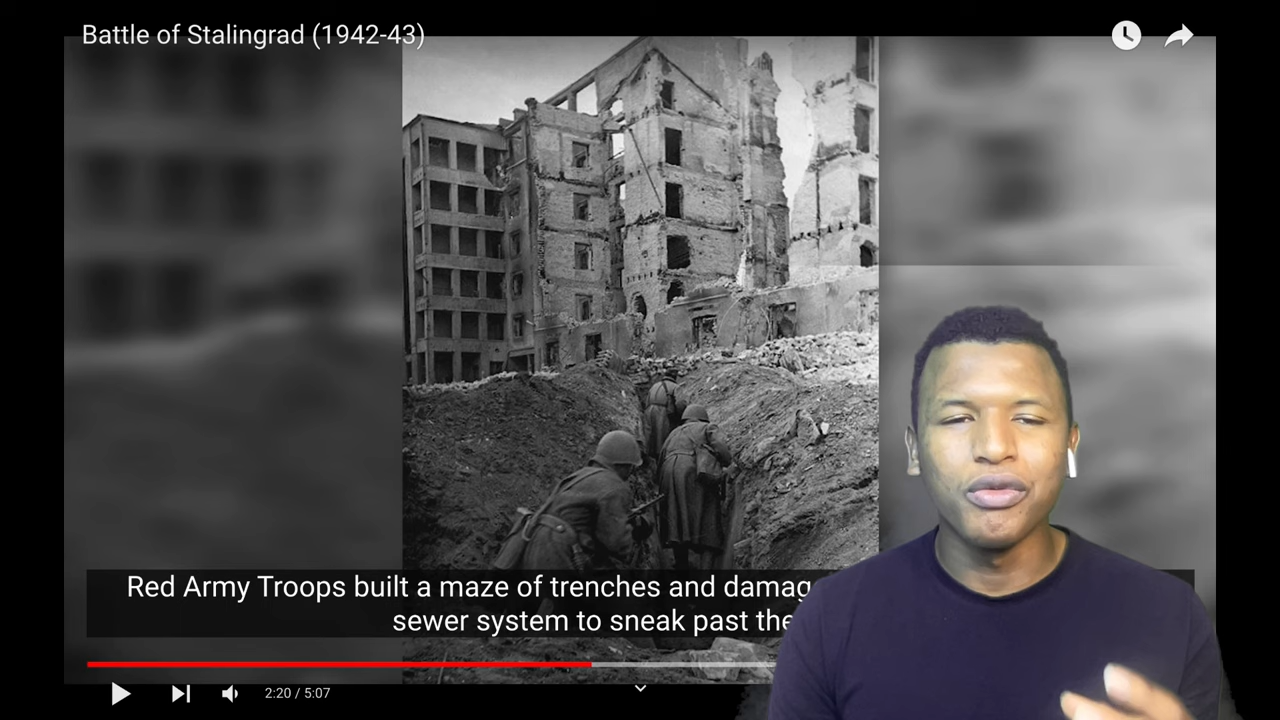 Battle of Stalingrad (1942-43)
Red Army Troops built a maze of trenches and damag
sewer system to sneak past the
2:20 / 5:07